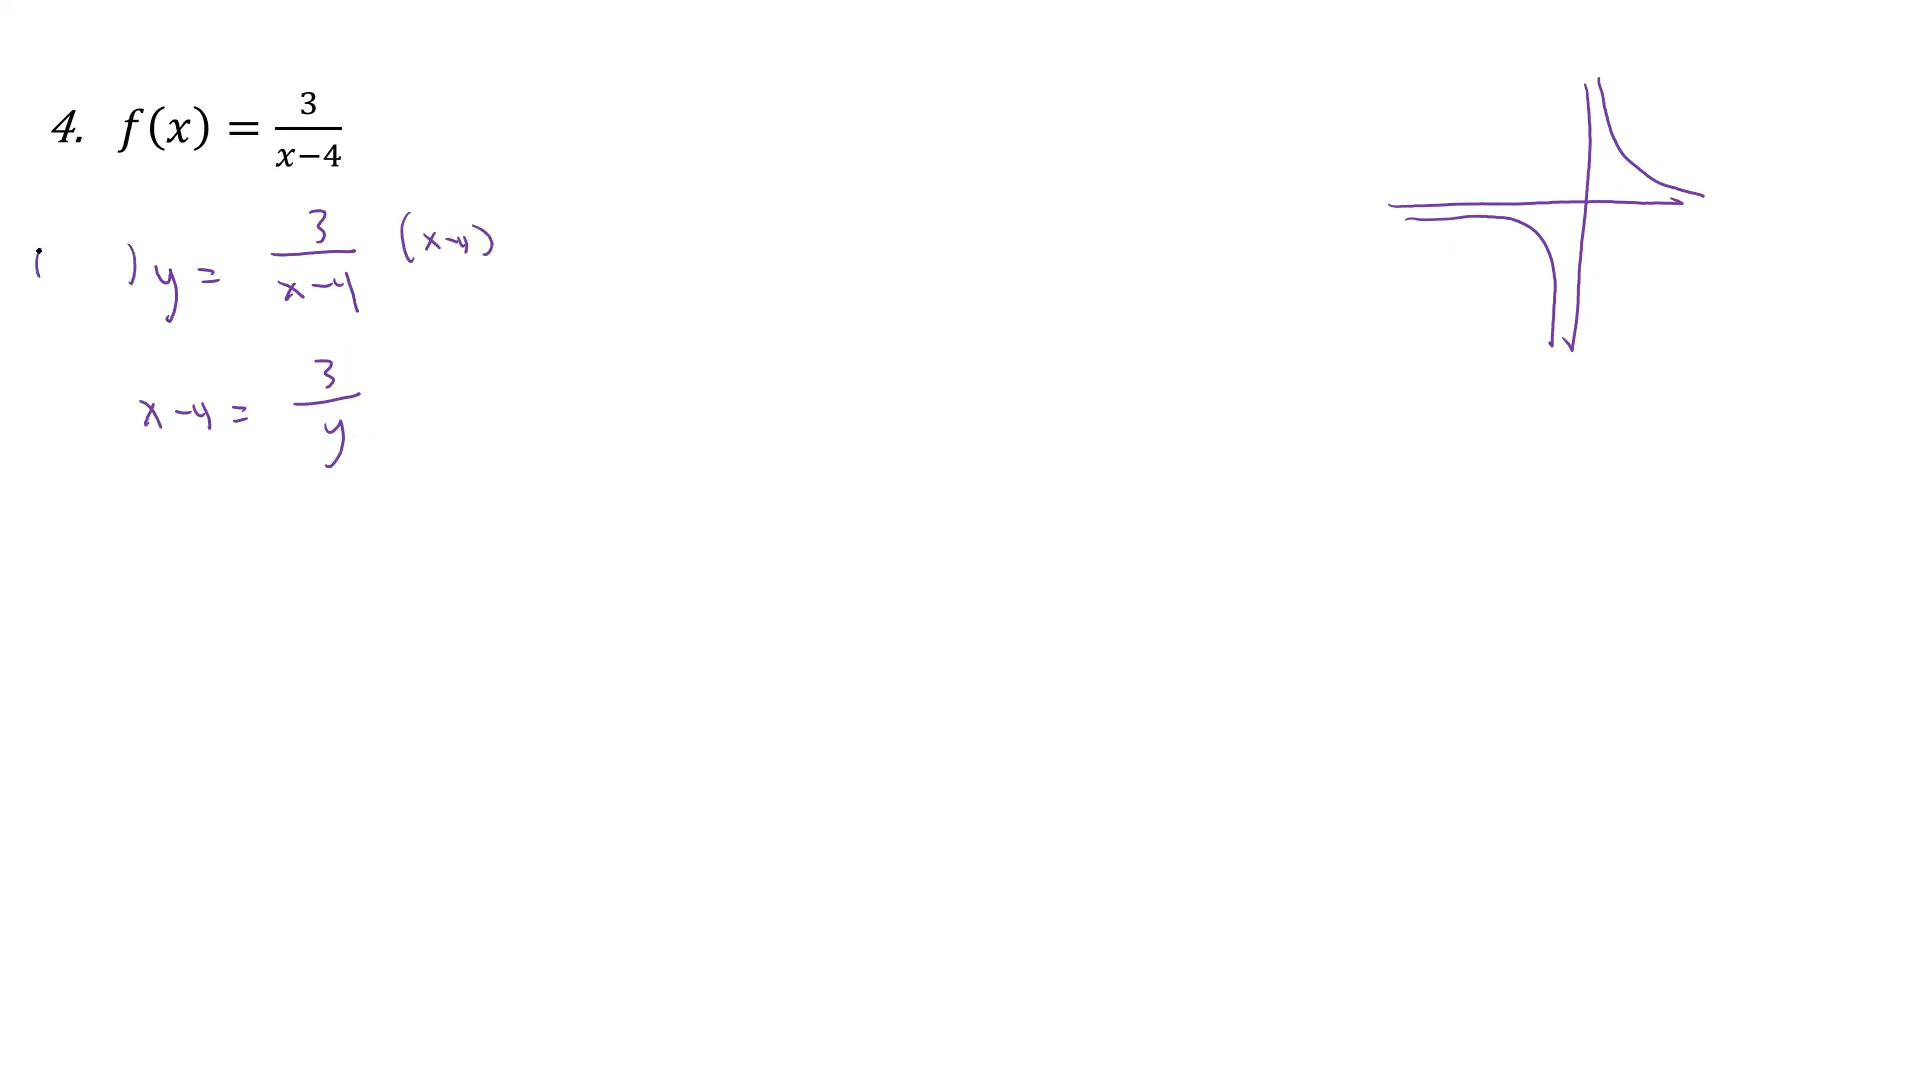 4. f(x) = 3/(x−4)
( ) y = 3/(x−4) (x−4)
x−4 = 3/y